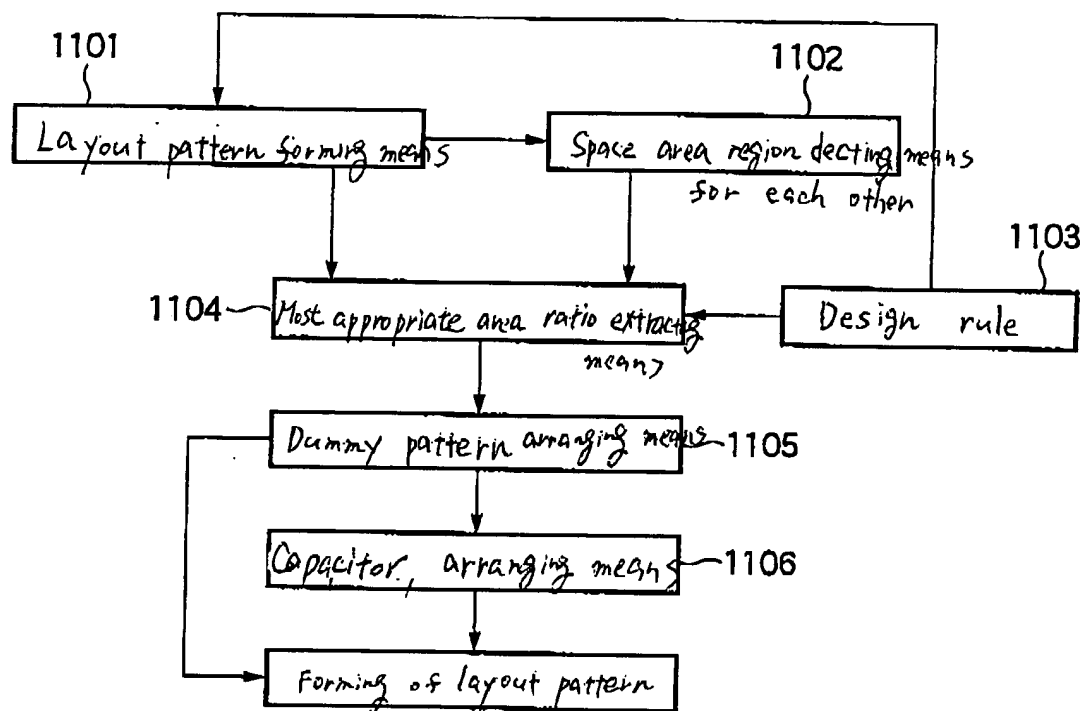 1101
1102
Layout pattern forming means
Space area region decting means
for each other
1103
1104
Most appropriate area ratio extracting
means
Design rule
Dummy pattern arranging means
1105
Capacitor, arranging means
1106
Forming of layout pattern